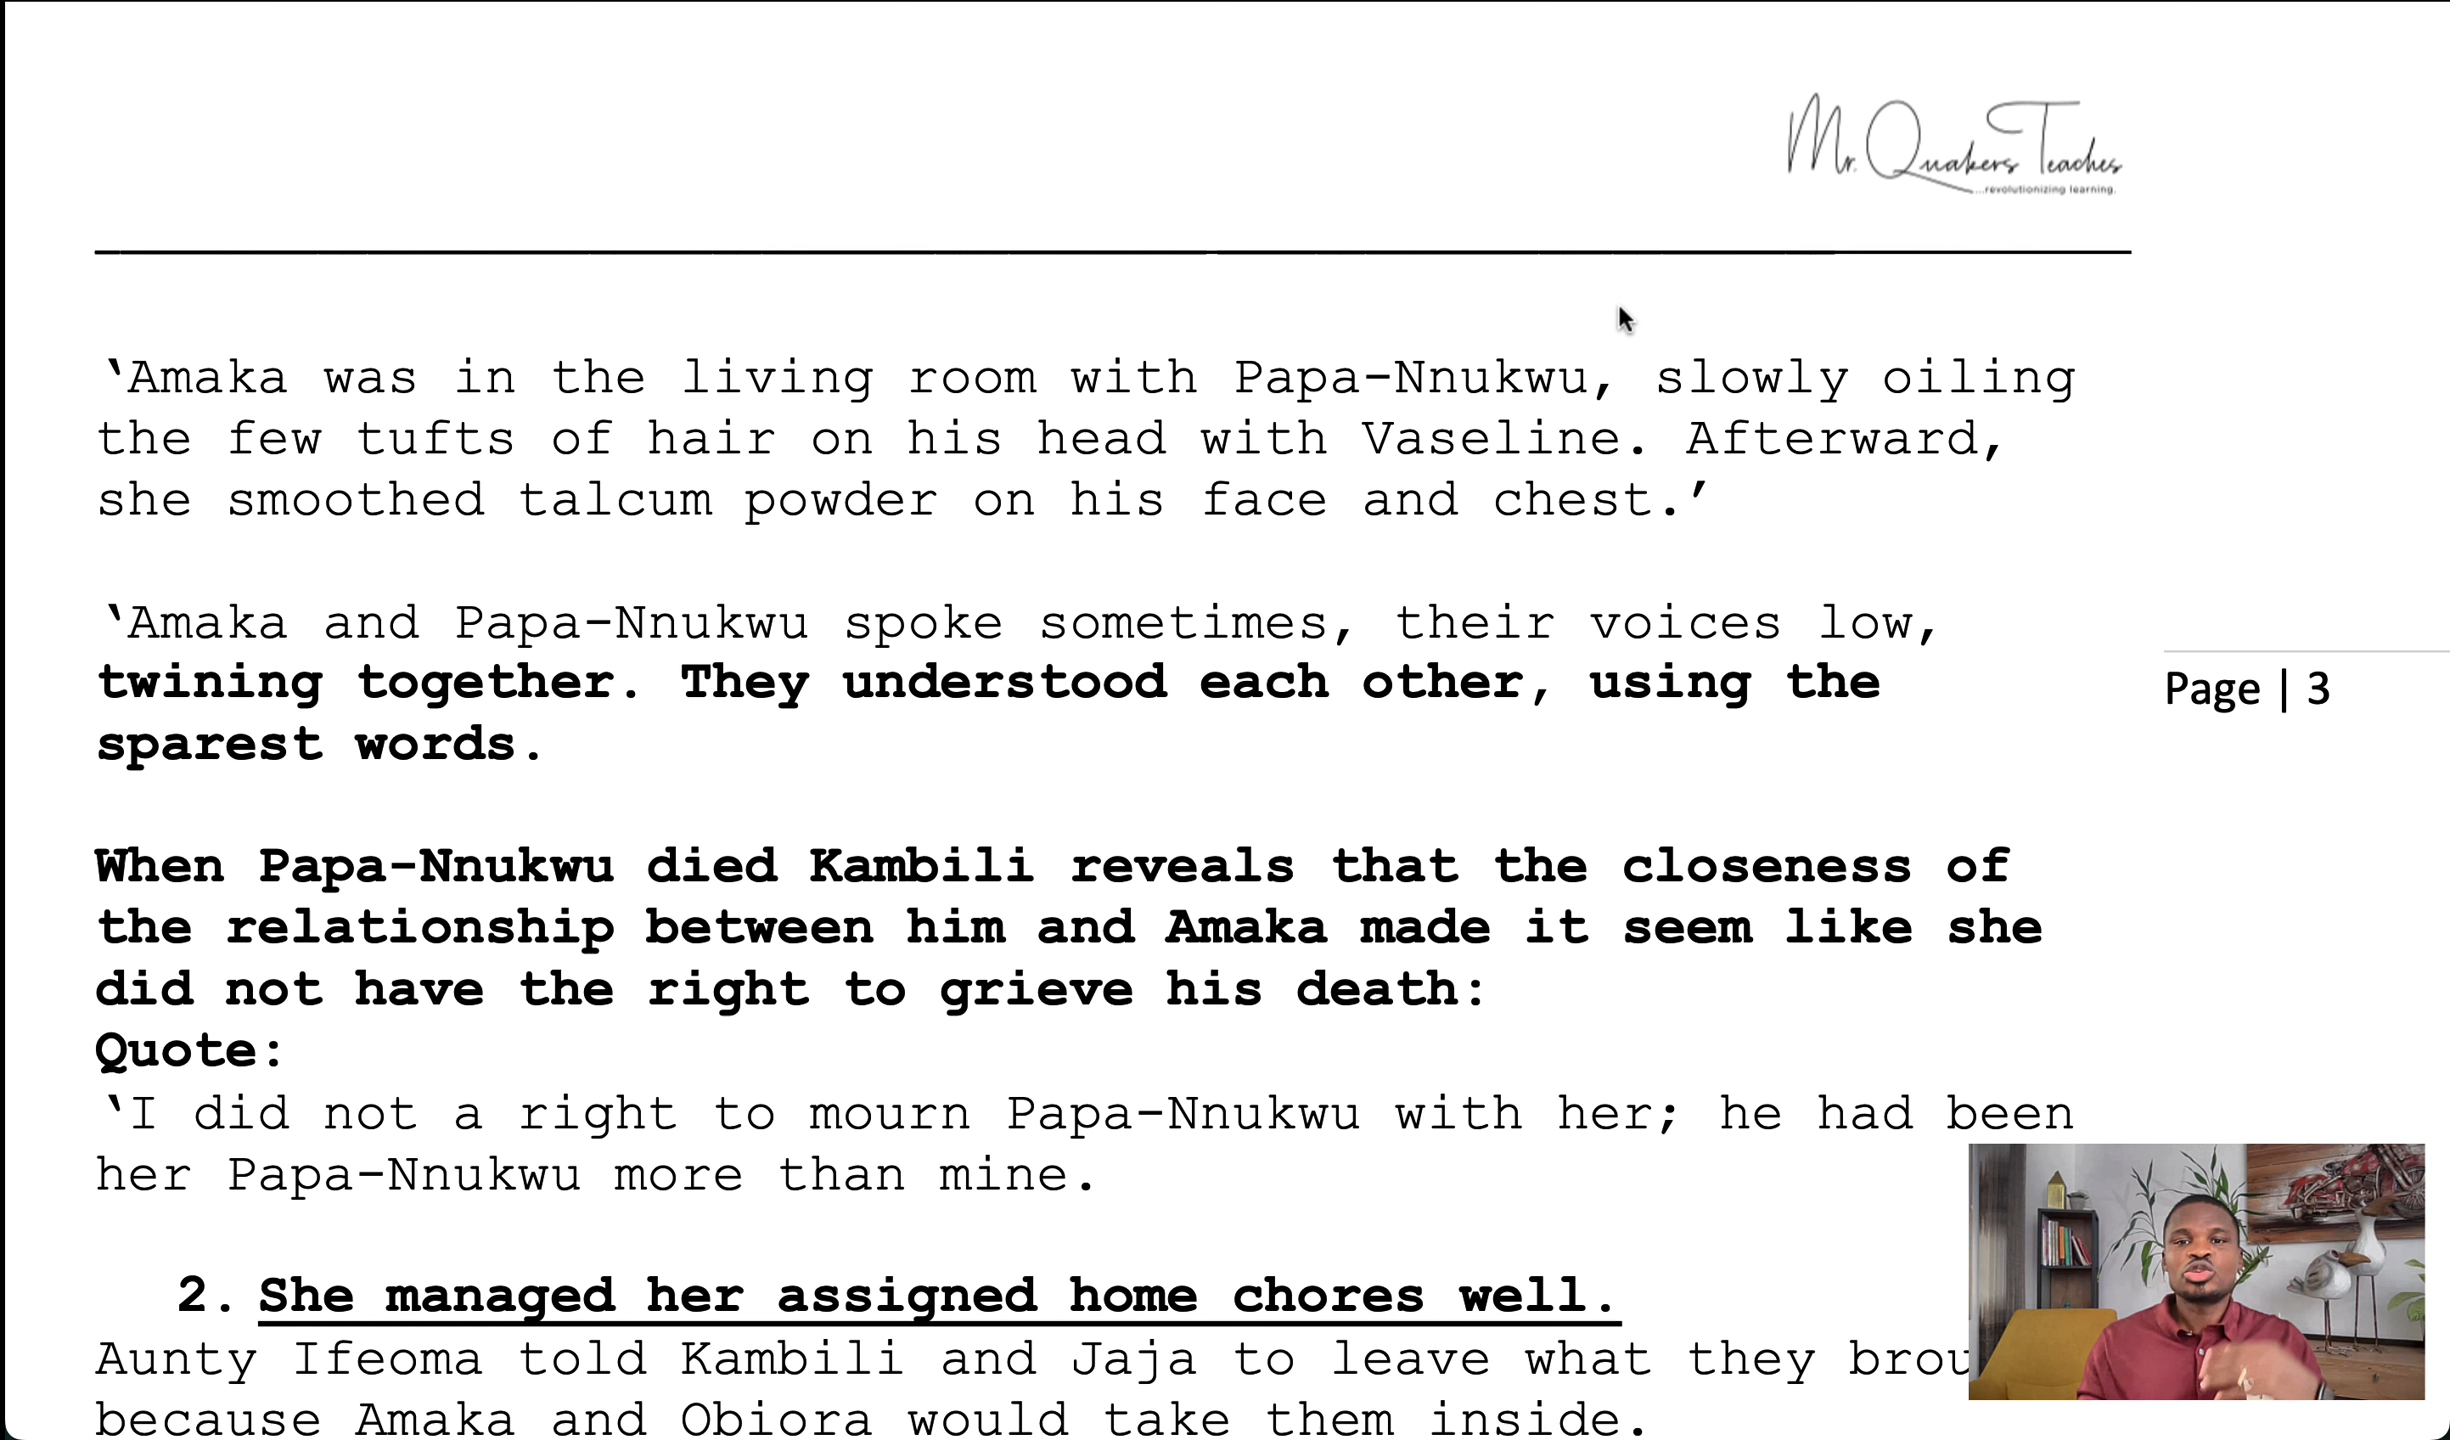 Mr. Quakers Teaches
...revolutionizing learning.
‘Amaka was in the living room with Papa-Nnukwu, slowly oiling
the few tufts of hair on his head with Vaseline. Afterward,
she smoothed talcum powder on his face and chest.’
‘Amaka and Papa-Nnukwu spoke sometimes, their voices low,
twining together. They understood each other, using the
sparest words.
Page | 3
When Papa-Nnukwu died Kambili reveals that the closeness of
the relationship between him and Amaka made it seem like she
did not have the right to grieve his death:
Quote:
‘I did not a right to mourn Papa-Nnukwu with her; he had been
her Papa-Nnukwu more than mine.
2. She managed her assigned home chores well.
Aunty Ifeoma told Kambili and Jaja to leave what they brou
because Amaka and Obiora would take them inside.